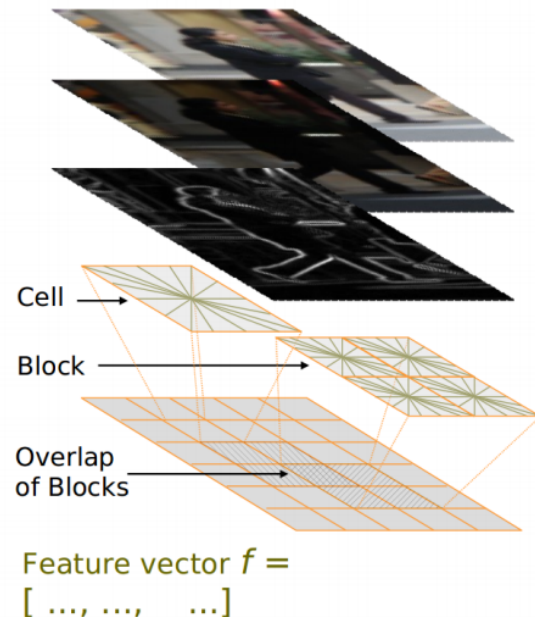 Cell
Block
Overlap
of Blocks
Feature vector f =
[ ..., ..., ...]